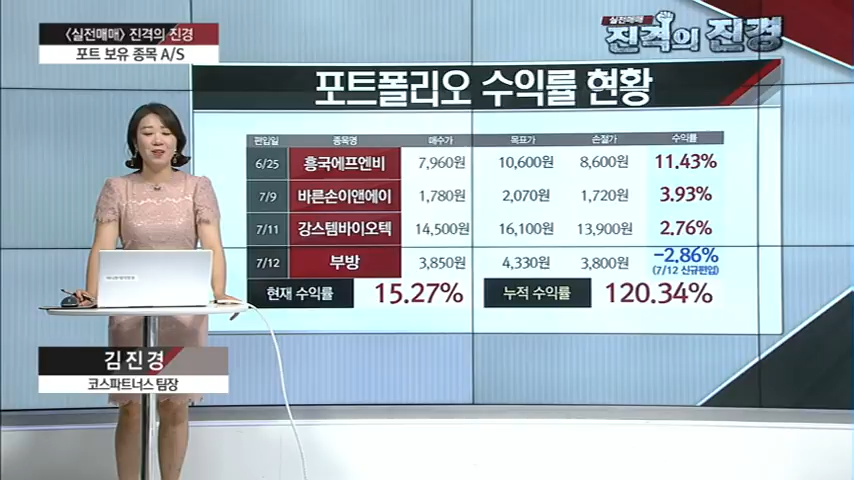 <실전매매> 진격의 진경
포트 보유 종목 A/S
실전매매
진격의 진경
포트폴리오 수익률 현황
편입일 종목명 매수가 목표가 손절가 수익률
6/25 흥국에프엔비 7,960원 10,600원 8,600원 11.43%
7/9 바른손이앤에이 1,780원 2,070원 1,720원 3.93%
7/11 강스템바이오텍 14,500원 16,100원 13,900원 2.76%
7/12 부방 3,850원 4,330원 3,800원 -2.86%
(7/12 신규편입)
현재 수익률 15.27% 누적 수익률 120.34%
김진경
코스파트너스 팀장